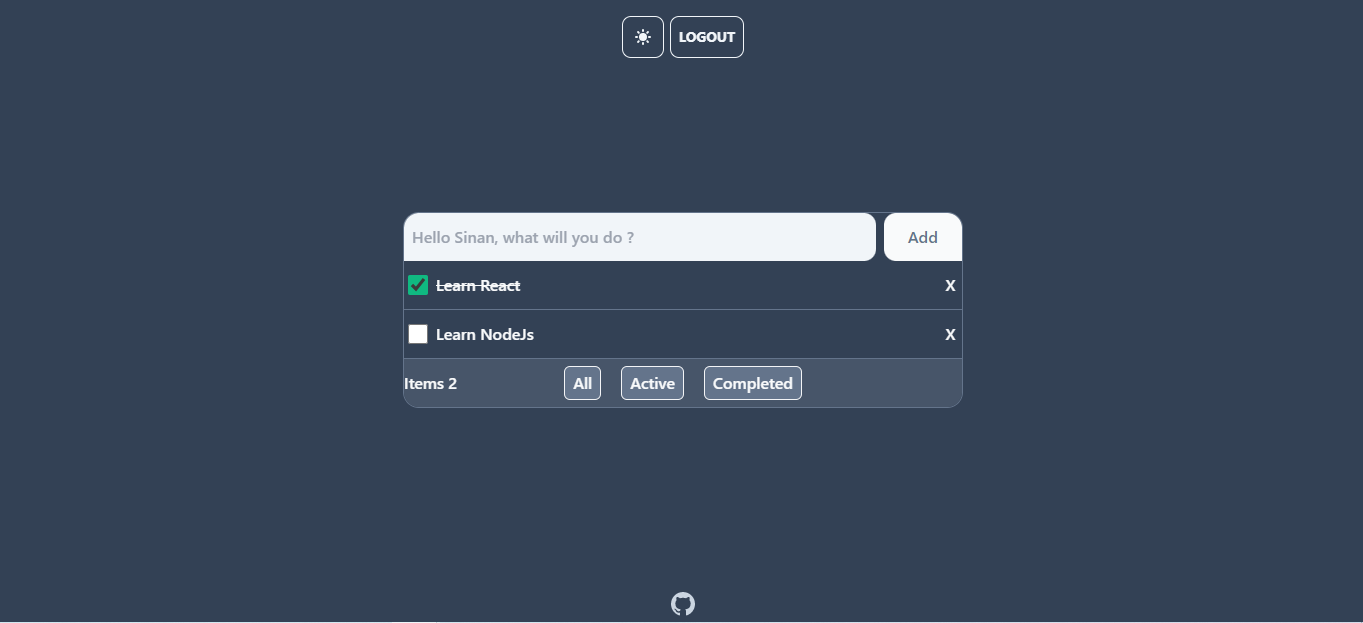 LOGOUT
Hello Sinan, what will you do ?
Add
Learn React
X
Learn NodeJs
X
Items 2
All
Active
Completed